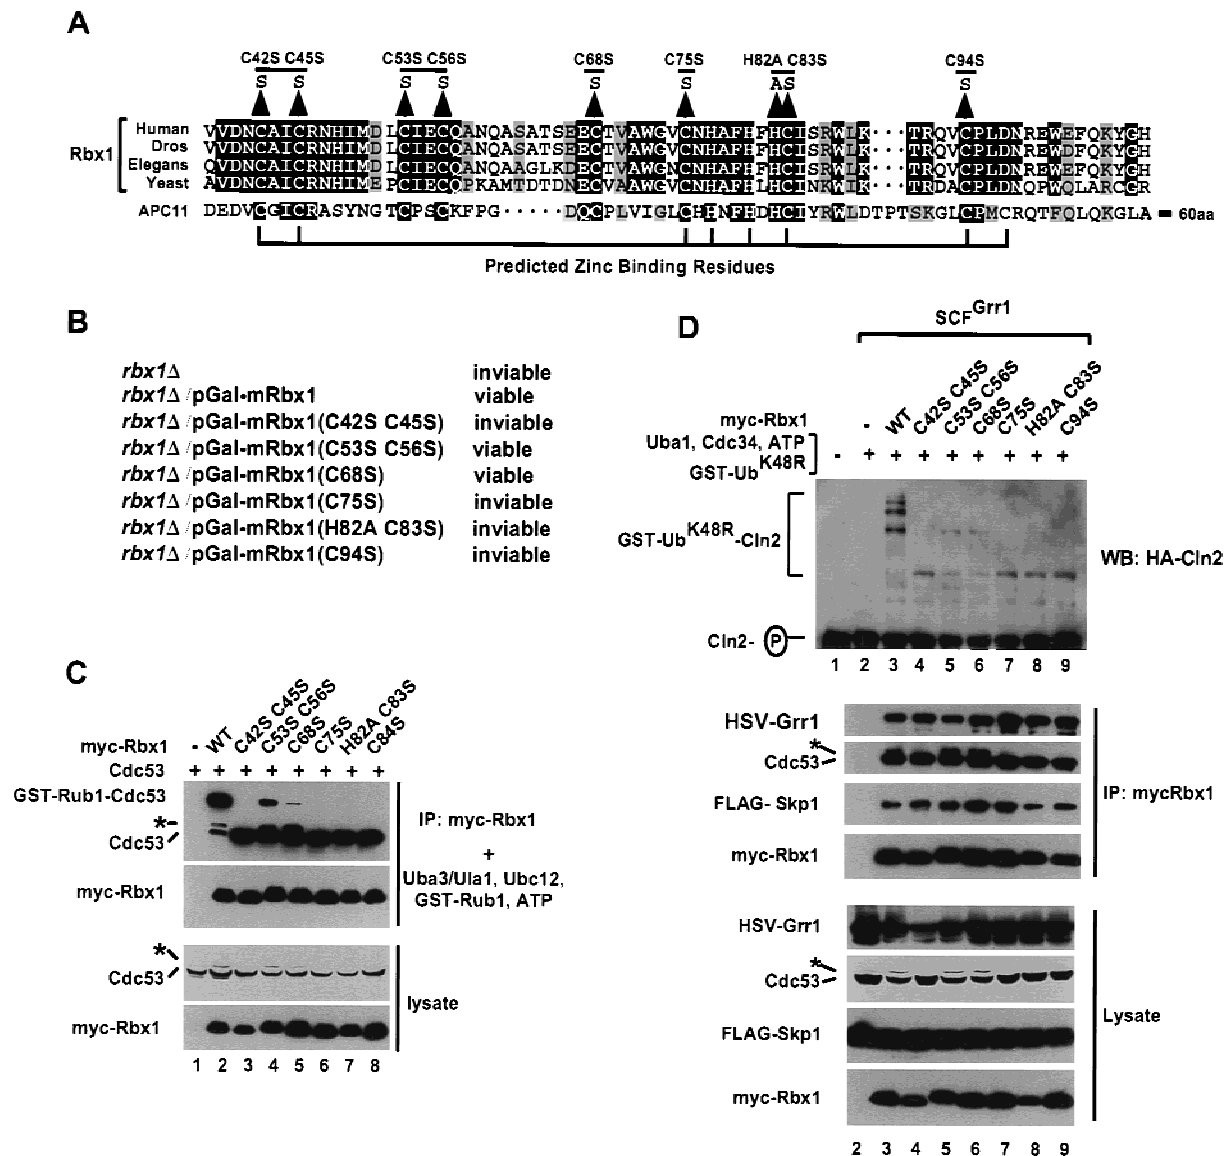 A
C42S C45S C53S C56S C68S C75S H82A C83S C94S
S S S S S S A S S
Rbx1
Human VVDNCAICRNHIMDLCIECQANQASATSEECTVAWGVCNHAFHFHCISRWLK···TRQVCPLDNREWEFQKYGH
Dros VVDNCAICRNHIMDLCIECQANQASATSEECTVAWGVCNHAFHFHCISRWLK···TRQVCPLDNREWEFQKYGH
Elegans QVDNCAICRNHIMDLCIECQANQAAGLKDECTVAWGVCNHAFHFHCISRWLK···TRQVCPLDNREWDFQKYGH
Yeast AVDNCAICRNHIMEPCIECQPKAMTDTDNECVAAWGVCNHAFHLHCINKWIK···TRDACPLDNQPWQLARCGR
APC11 DEDVCGICRASYNGTCPSCKFPG·····DQCPLVIGLCHHNFHDHCIYRWLDTPTSKGLCPMCRQTFQLQKGLA 60aa
Predicted Zinc Binding Residues
B
rbx1Δ inviable
rbx1Δ /pGal-mRbx1 viable
rbx1Δ /pGal-mRbx1(C42S C45S) inviable
rbx1Δ /pGal-mRbx1(C53S C56S) viable
rbx1Δ /pGal-mRbx1(C68S) viable
rbx1Δ /pGal-mRbx1(C75S) inviable
rbx1Δ /pGal-mRbx1(H82A C83S) inviable
rbx1Δ /pGal-mRbx1(C94S) inviable
C
myc-Rbx1 - WT C42S C45S C53S C56S C68S C75S H82A C83S C84S
Cdc53 + + + + + + + +
GST-Rub1-Cdc53
*
Cdc53
myc-Rbx1
IP: myc-Rbx1
+
Uba3/Ula1, Ubc12,
GST-Rub1, ATP
*
Cdc53
myc-Rbx1
lysate
1 2 3 4 5 6 7 8
D
SCF^Grr1
myc-Rbx1 - WT C42S C45S C53S C56S C68S C75S H82A C83S C94S
Uba1, Cdc34, ATP
GST-Ub^K48R
- + + + + + + + +
GST-Ub^K48R-Cln2
WB: HA-Cln2
Cln2- P
1 2 3 4 5 6 7 8 9
HSV-Grr1
*
Cdc53
FLAG- Skp1
myc-Rbx1
IP: mycRbx1
HSV-Grr1
*
Cdc53
FLAG-Skp1
myc-Rbx1
Lysate
2 3 4 5 6 7 8 9